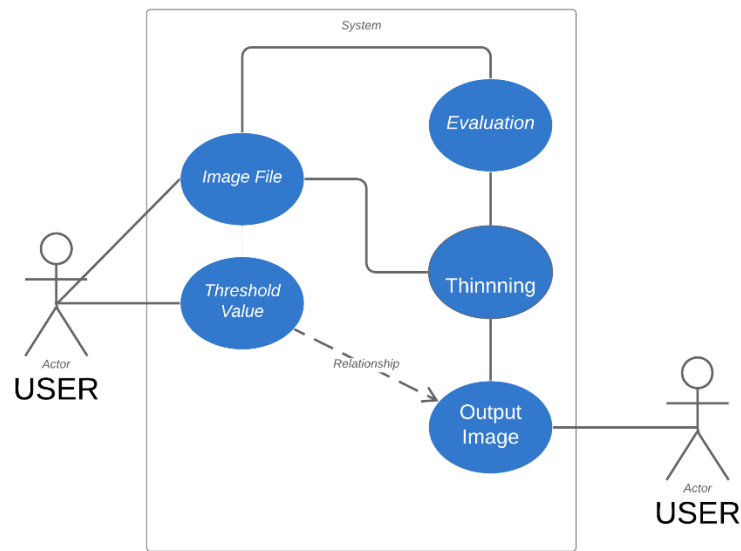 System
Evaluation
Image File
Thinnning
Threshold
Value
Relationship
Actor
USER
Output
Image
Actor
USER